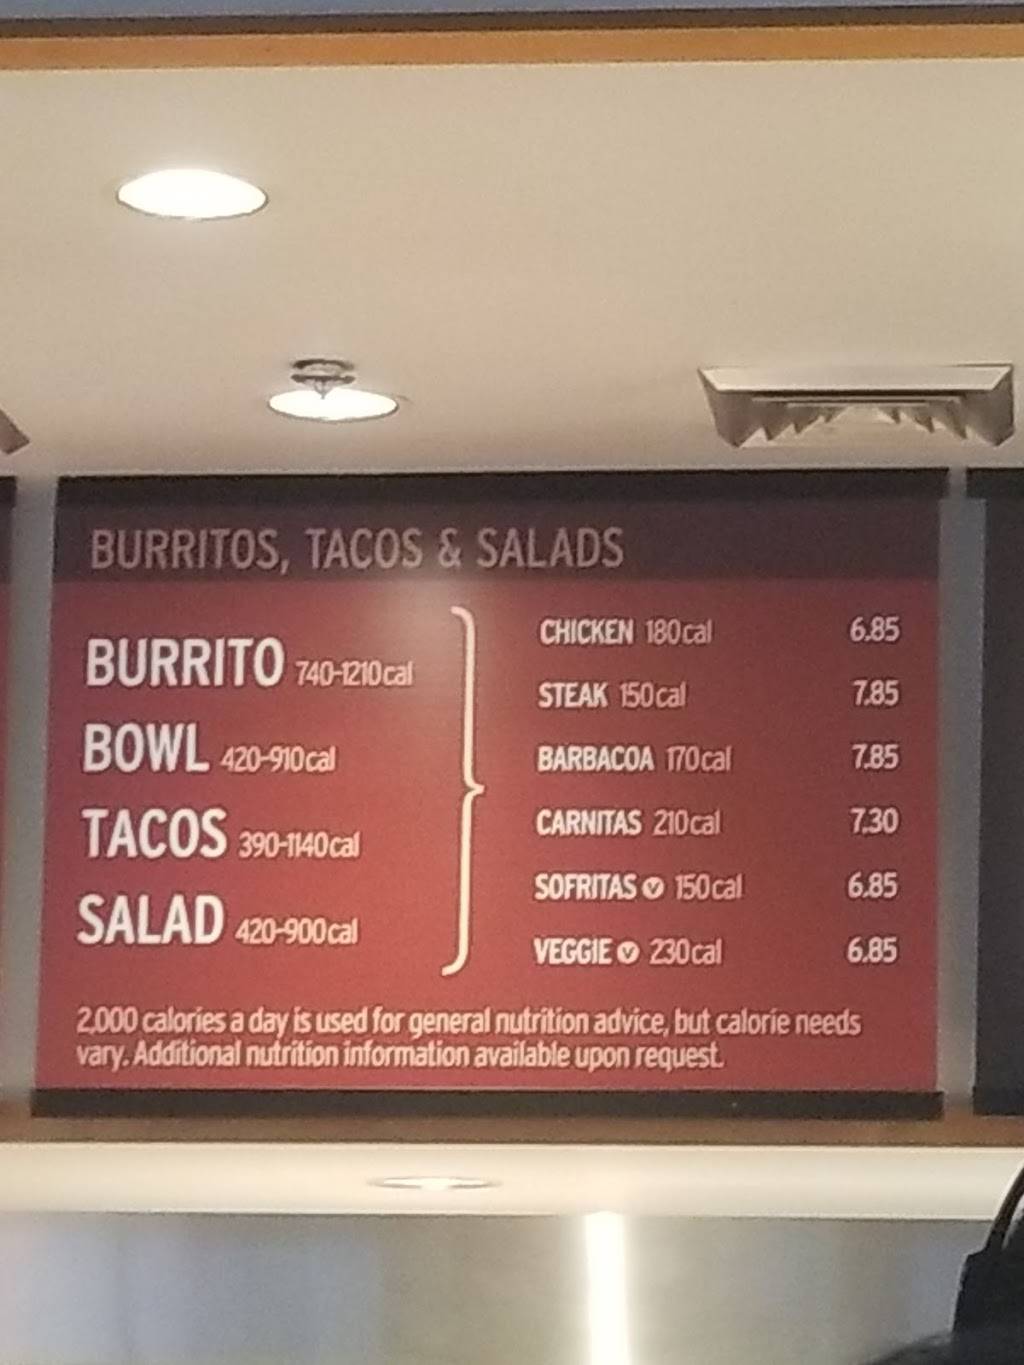 BURRITOS, TACOS & SALADS
BURRITO 740-1210cal
BOWL 420-910cal
TACOS 390-1140cal
SALAD 420-900cal
CHICKEN 180cal 6.85
STEAK 150cal 7.85
BARBACOA 170cal 7.85
CARNITAS 210cal 7.30
SOFRITAS V 150cal 6.85
VEGGIE V 230cal 6.85
2,000 calories a day is used for general nutrition advice, but calorie needs
vary. Additional nutrition information available upon request.